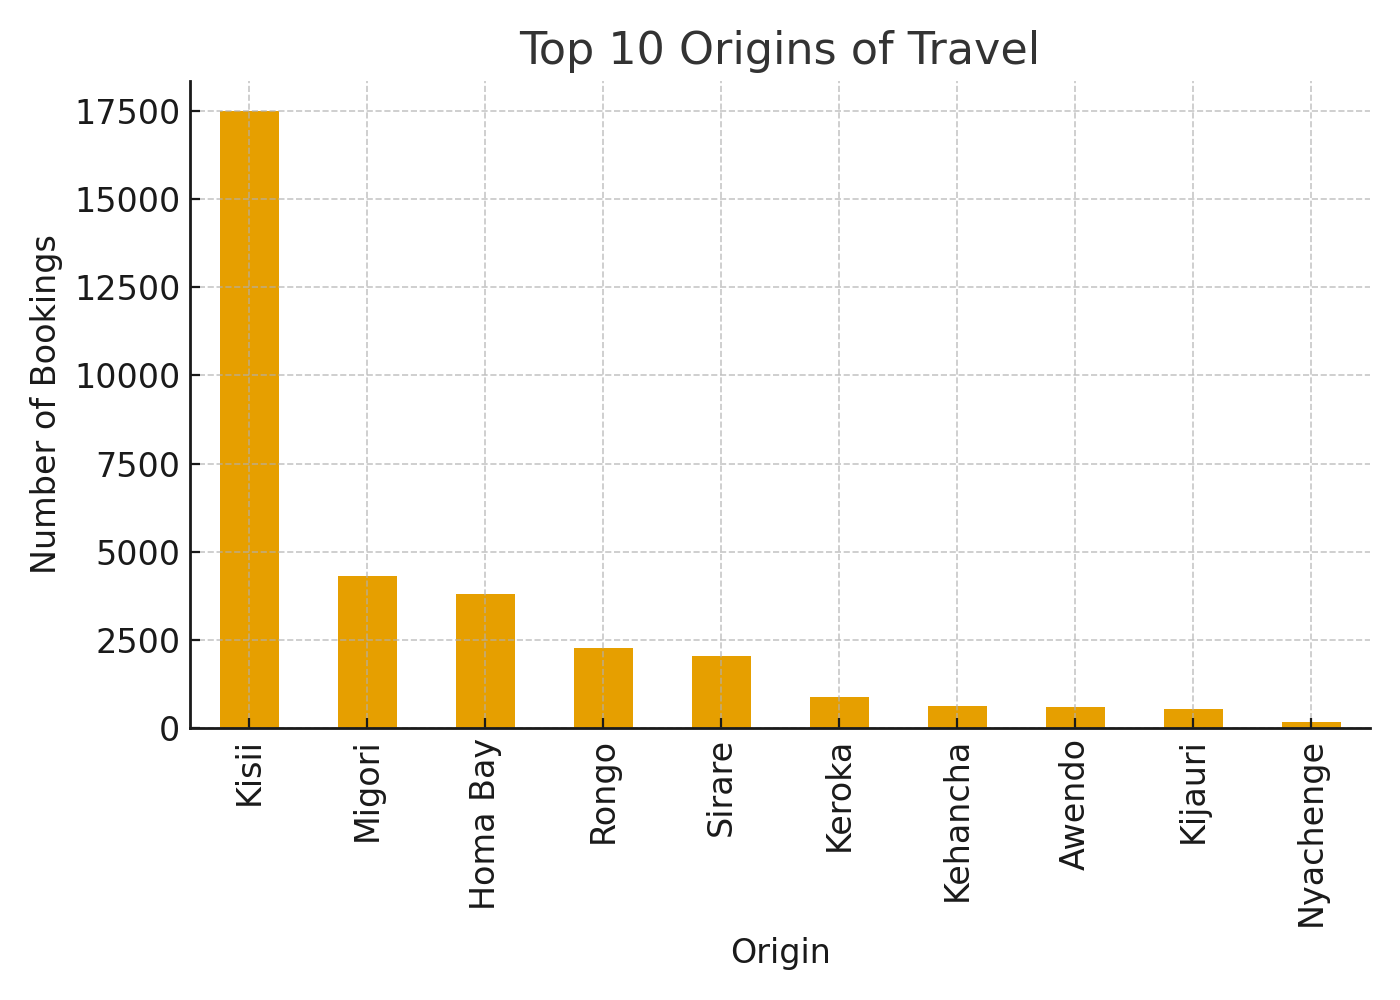 Top 10 Origins of Travel
Number of Bookings
17500
15000
12500
10000
7500
5000
2500
0
Kisii
Migori
Homa Bay
Rongo
Sirare
Keroka
Kehancha
Awendo
Kijauri
Nyachenge
Origin